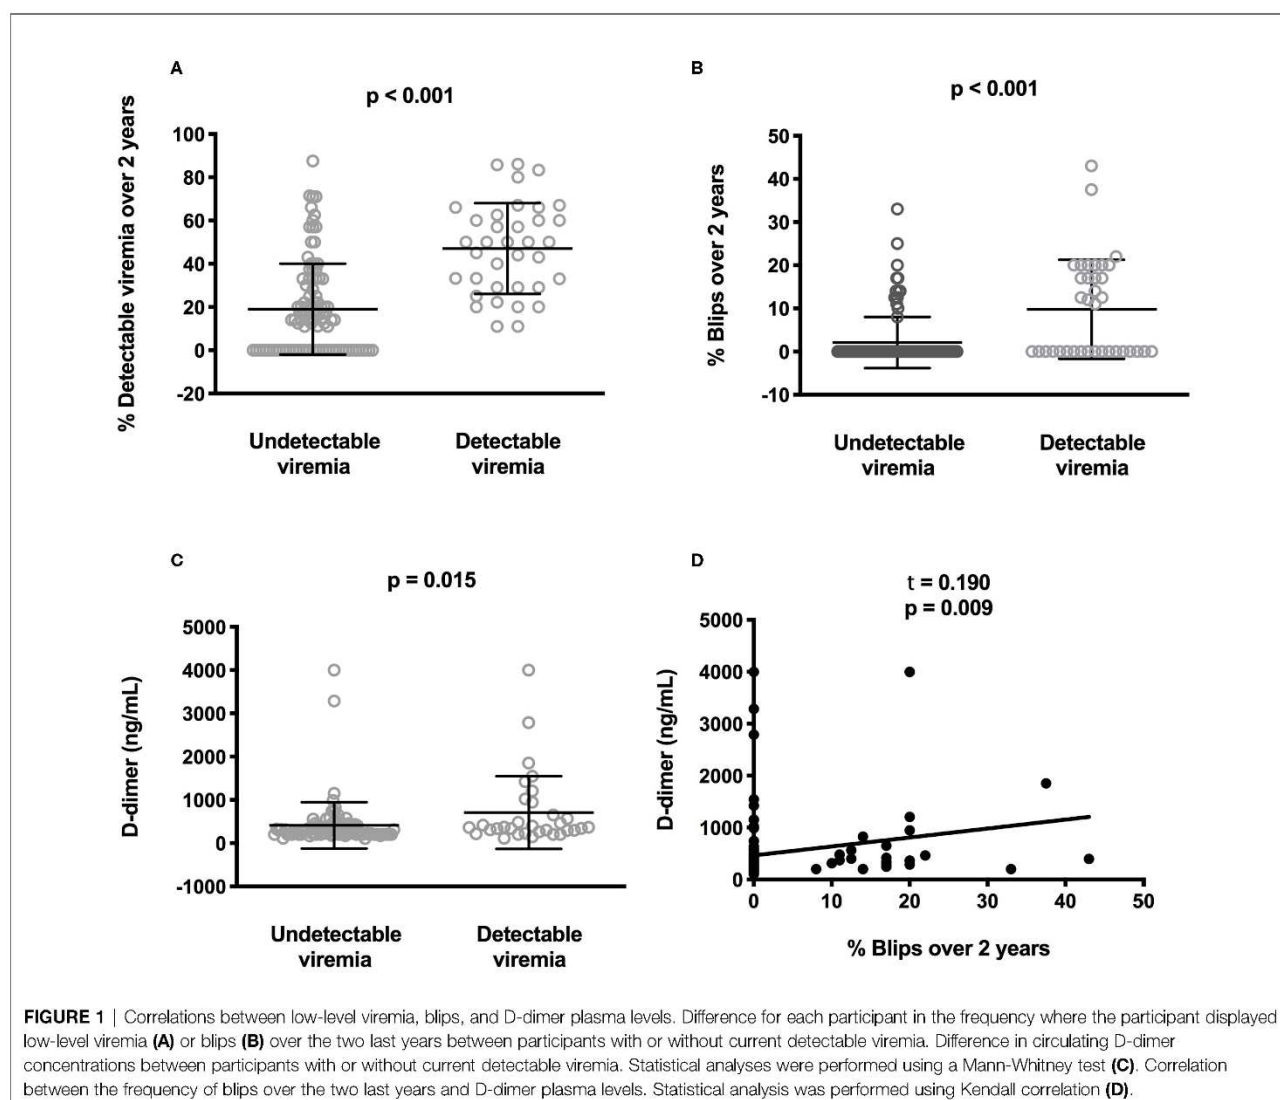 A
p < 0.001
% Detectable viremia over 2 years
100
80
60
40
20
0
-20
Undetectable
viremia
Detectable
viremia
B
p < 0.001
% Blips over 2 years
50
40
30
20
10
0
-10
Undetectable
viremia
Detectable
viremia
C
p = 0.015
D-dimer (ng/mL)
5000
4000
3000
2000
1000
0
-1000
Undetectable
viremia
Detectable
viremia
D
t = 0.190
p = 0.009
D-dimer (ng/mL)
5000
4000
3000
2000
1000
0
0 10 20 30 40 50
% Blips over 2 years
FIGURE 1 | Correlations between low-level viremia, blips, and D-dimer plasma levels. Difference for each participant in the frequency where the participant displayed
low-level viremia (A) or blips (B) over the two last years between participants with or without current detectable viremia. Difference in circulating D-dimer
concentrations between participants with or without current detectable viremia. Statistical analyses were performed using a Mann-Whitney test (C). Correlation
between the frequency of blips over the two last years and D-dimer plasma levels. Statistical analysis was performed using Kendall correlation (D).